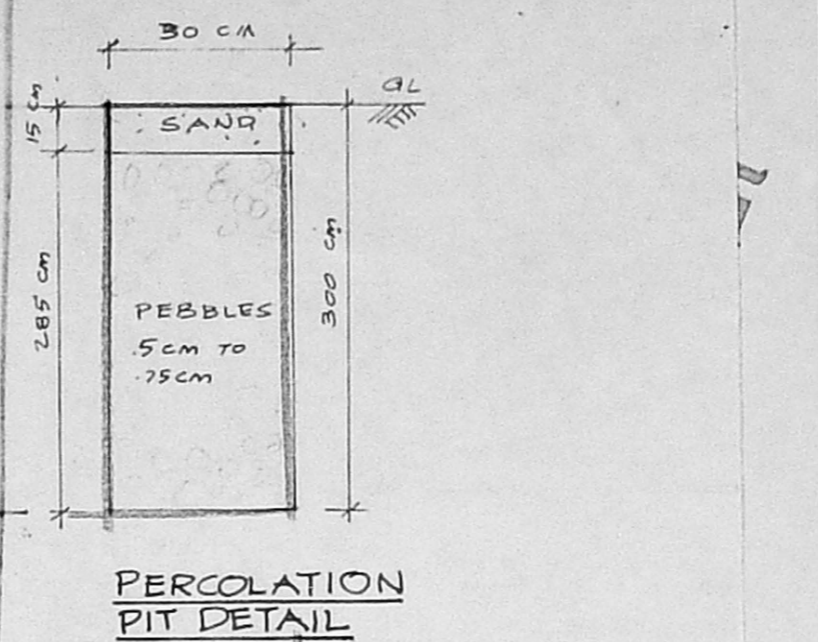 30 CM
GL
15 cm
SAND
285 cm
300 cm
PEBBLES
.5cm TO
.75cm
PERCOLATION
PIT DETAIL